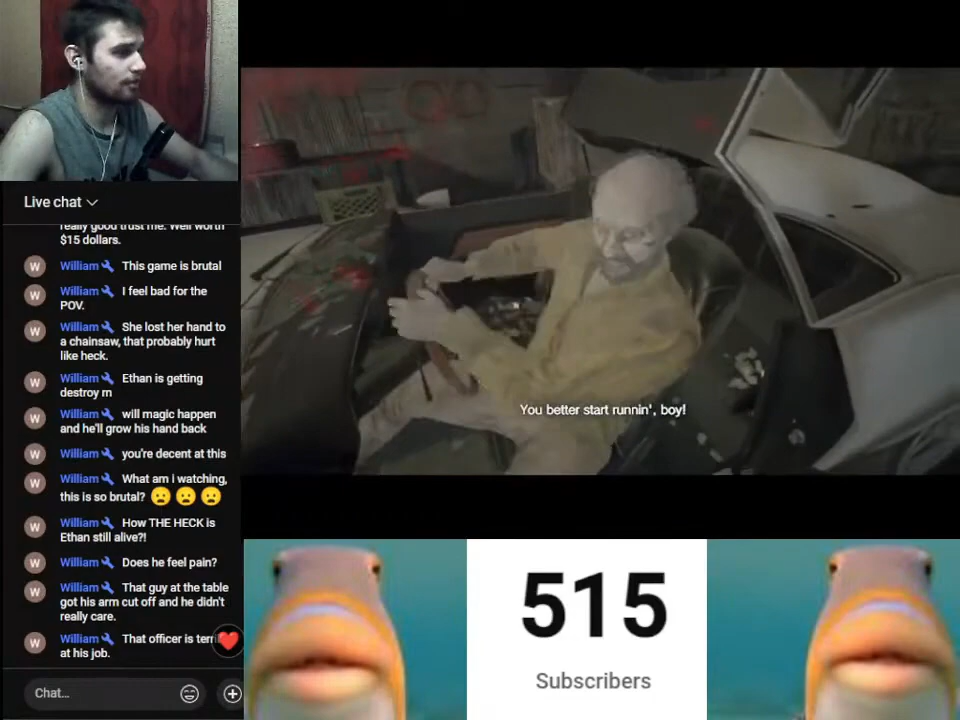 Live chat
really good trust me. Well worth
$15 dollars.
W William This game is brutal
W William I feel bad for the
POV.
W William She lost her hand to
a chainsaw, that probably hurt
like heck.
W William Ethan is getting
destroy rn
W William will magic happen
and he'll grow his hand back
W William you're decent at this
W William What am i watching,
this is so brutal? 😦 😦 😦
W William How THE HECK is
Ethan still alive?!
W William Does he feel pain?
W William That guy at the table
got his arm cut off and he didn't
really care.
W William That officer is
at his job.
Chat...
You better start runnin', boy!
515
Subscribers